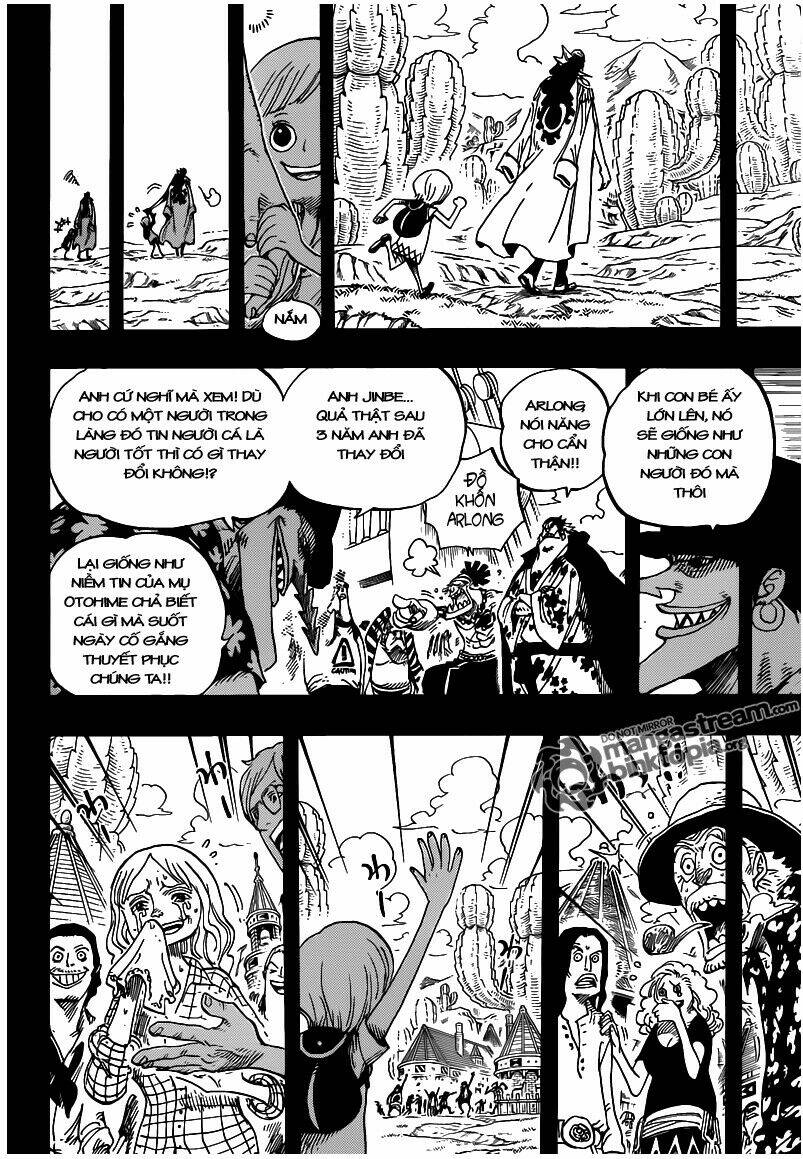 NẮM
KHI CON BÉ ẤY
LỚN LÊN, NÓ
SẼ GIỐNG NHƯ
NHỮNG CON
NGƯỜI ĐÓ MÀ
THÔI
ARLONG,
NÓI NĂNG
CHO CẨN
THẬN!!
ĐỒ
KHỐN
ARLONG
ANH JINBE...
QUẢ THẬT SAU
3 NĂM ANH ĐÃ
THAY ĐỔI
ANH CỨ NGHĨ MÀ XEM! DÙ
CHO CÓ MỘT NGƯỜI TRONG
LÀNG ĐÓ TIN NGƯỜI CÁ LÀ
NGƯỜI TỐT THÌ CÓ GÌ THAY
ĐỔI KHÔNG!?
LẠI GIỐNG NHƯ
NIỀM TIN CỦA MỤ
OTOHIME CHẢ BIẾT
CÁI GÌ MÀ SUỐT
NGÀY CỐ GẮNG
THUYẾT PHỤC
CHÚNG TA!!
CAUTION
DO NOT MIRROR
mangastream.com
binktopia.org